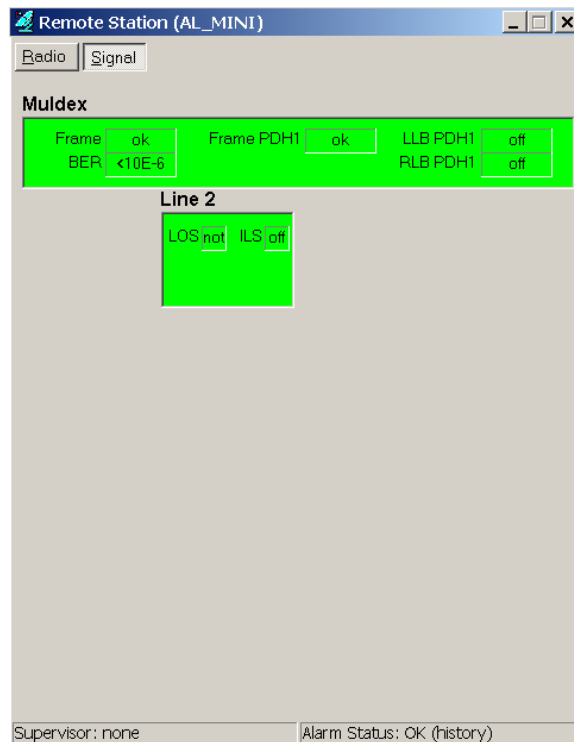 Remote Station (AL_MINI)
Radio Signal
Muldex
Frame ok Frame PDH1 ok LLB PDH1 off
BER <10E-6 RLB PDH1 off
Line 2
LOS not ILS off
Supervisor: none Alarm Status: OK (history)